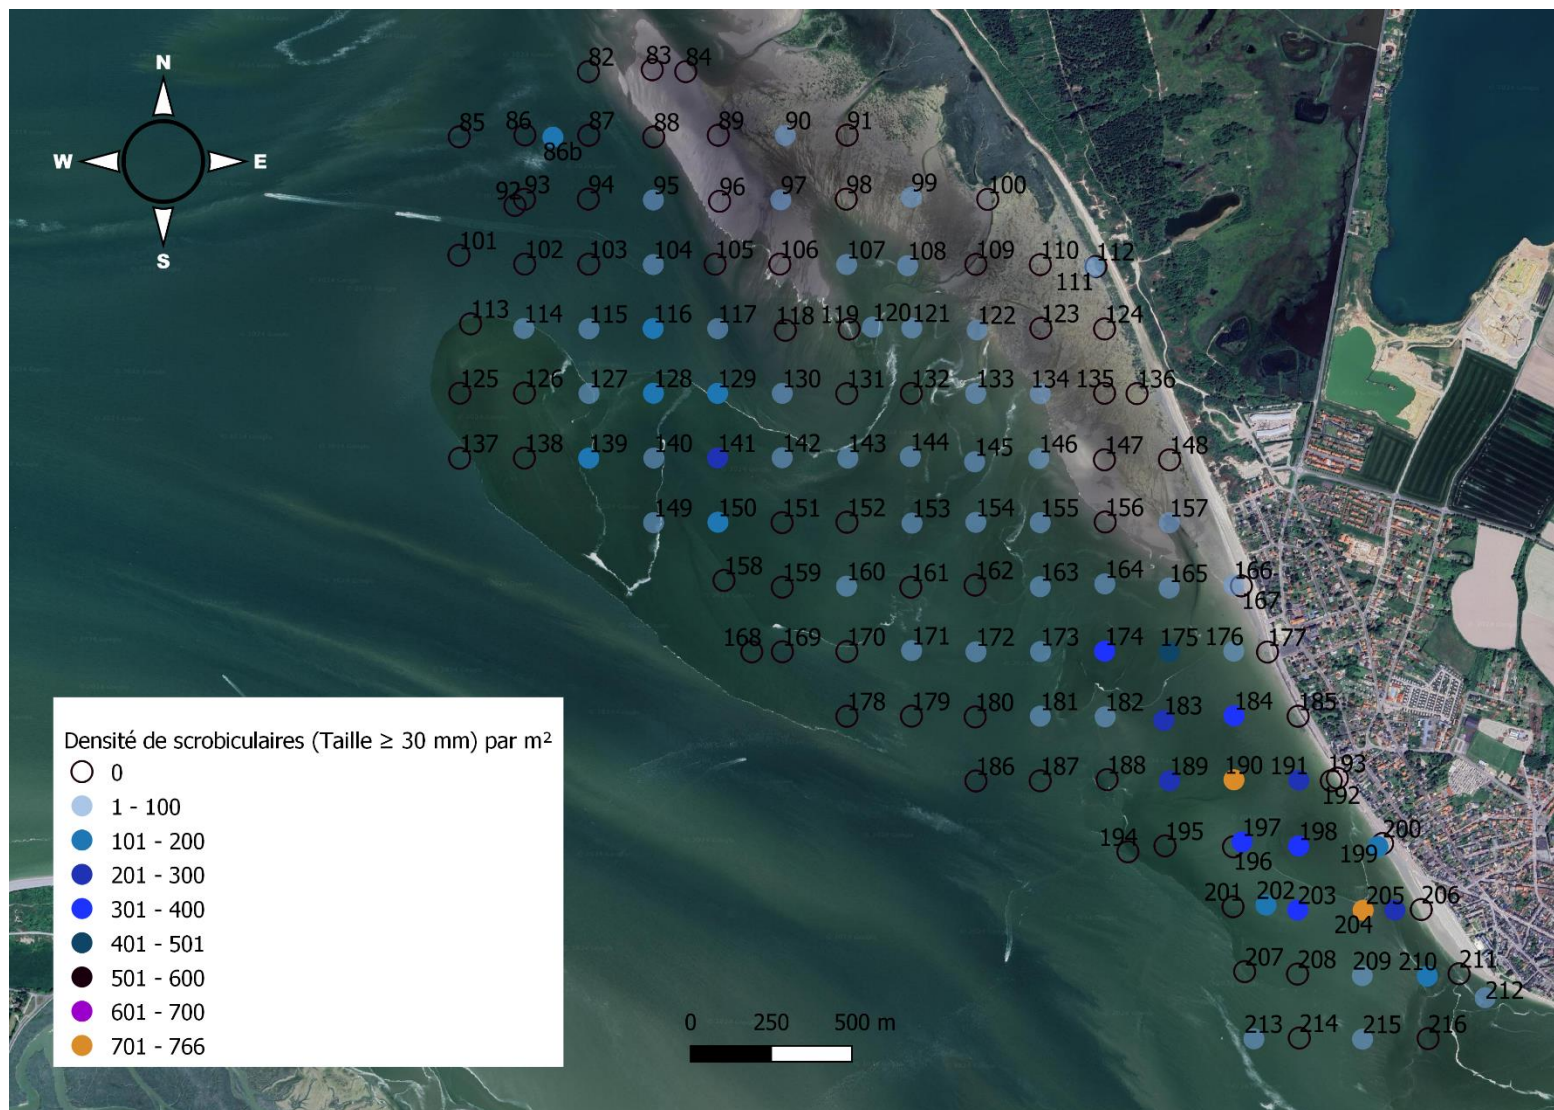 N
W E
S
82 83 84
85 86 86b 87 88 89 90 91
92 93 94 95 96 97 98 99 100
101 102 103 104 105 106 107 108 109 110 111 112
113 114 115 116 117 118 119 120 121 122 123 124
125 126 127 128 129 130 131 132 133 134 135 136
137 138 139 140 141 142 143 144 145 146 147 148
149 150 151 152 153 154 155 156 157
158 159 160 161 162 163 164 165 166 167
168 169 170 171 172 173 174 175 176 177
178 179 180 181 182 183 184 185
186 187 188 189 190 191 192 193
194 195 196 197 198 199 200
201 202 203 204 205 206
207 208 209 210 211 212
213 214 215 216
Densité de scrobiculaires (Taille ≥ 30 mm) par m²
0
1 - 100
101 - 200
201 - 300
301 - 400
401 - 501
501 - 600
601 - 700
701 - 766
0 250 500 m